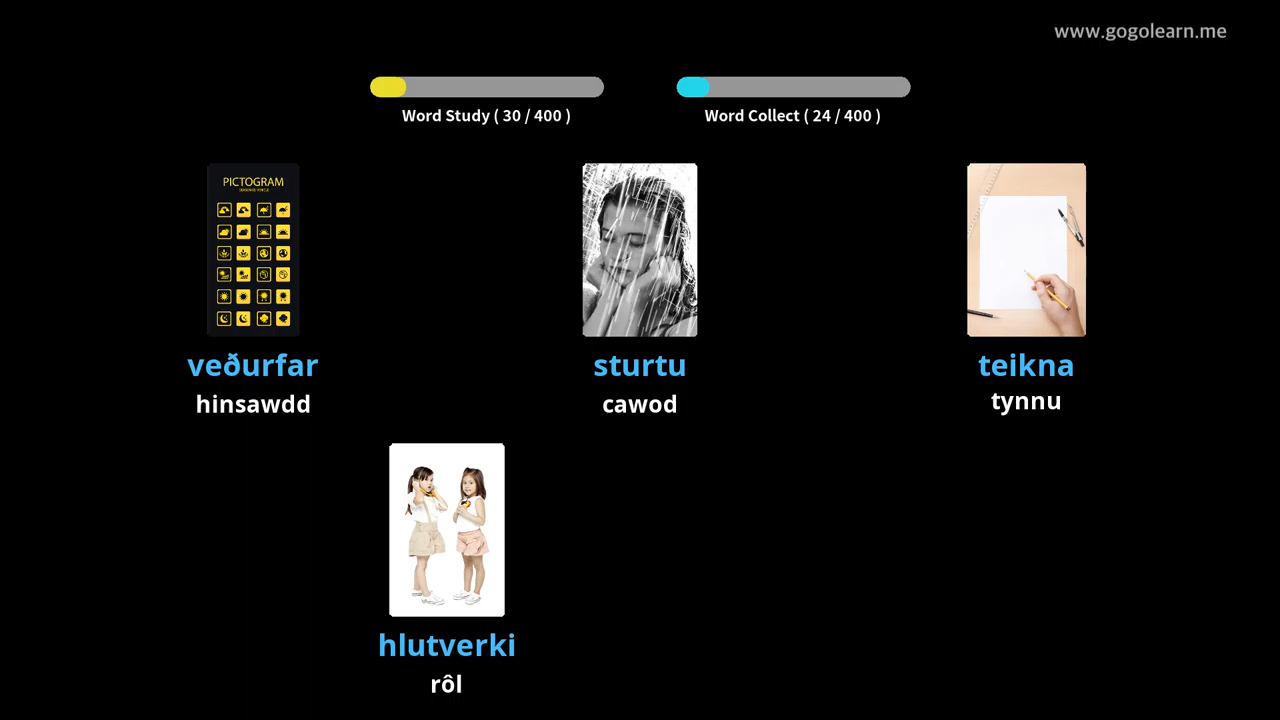 www.gogolearn.me
Word Study ( 30 / 400 )
Word Collect ( 24 / 400 )
PICTOGRAM
veðurfar
hinsawdd
sturtu
cawod
teikna
tynnu
hlutverki
rôl